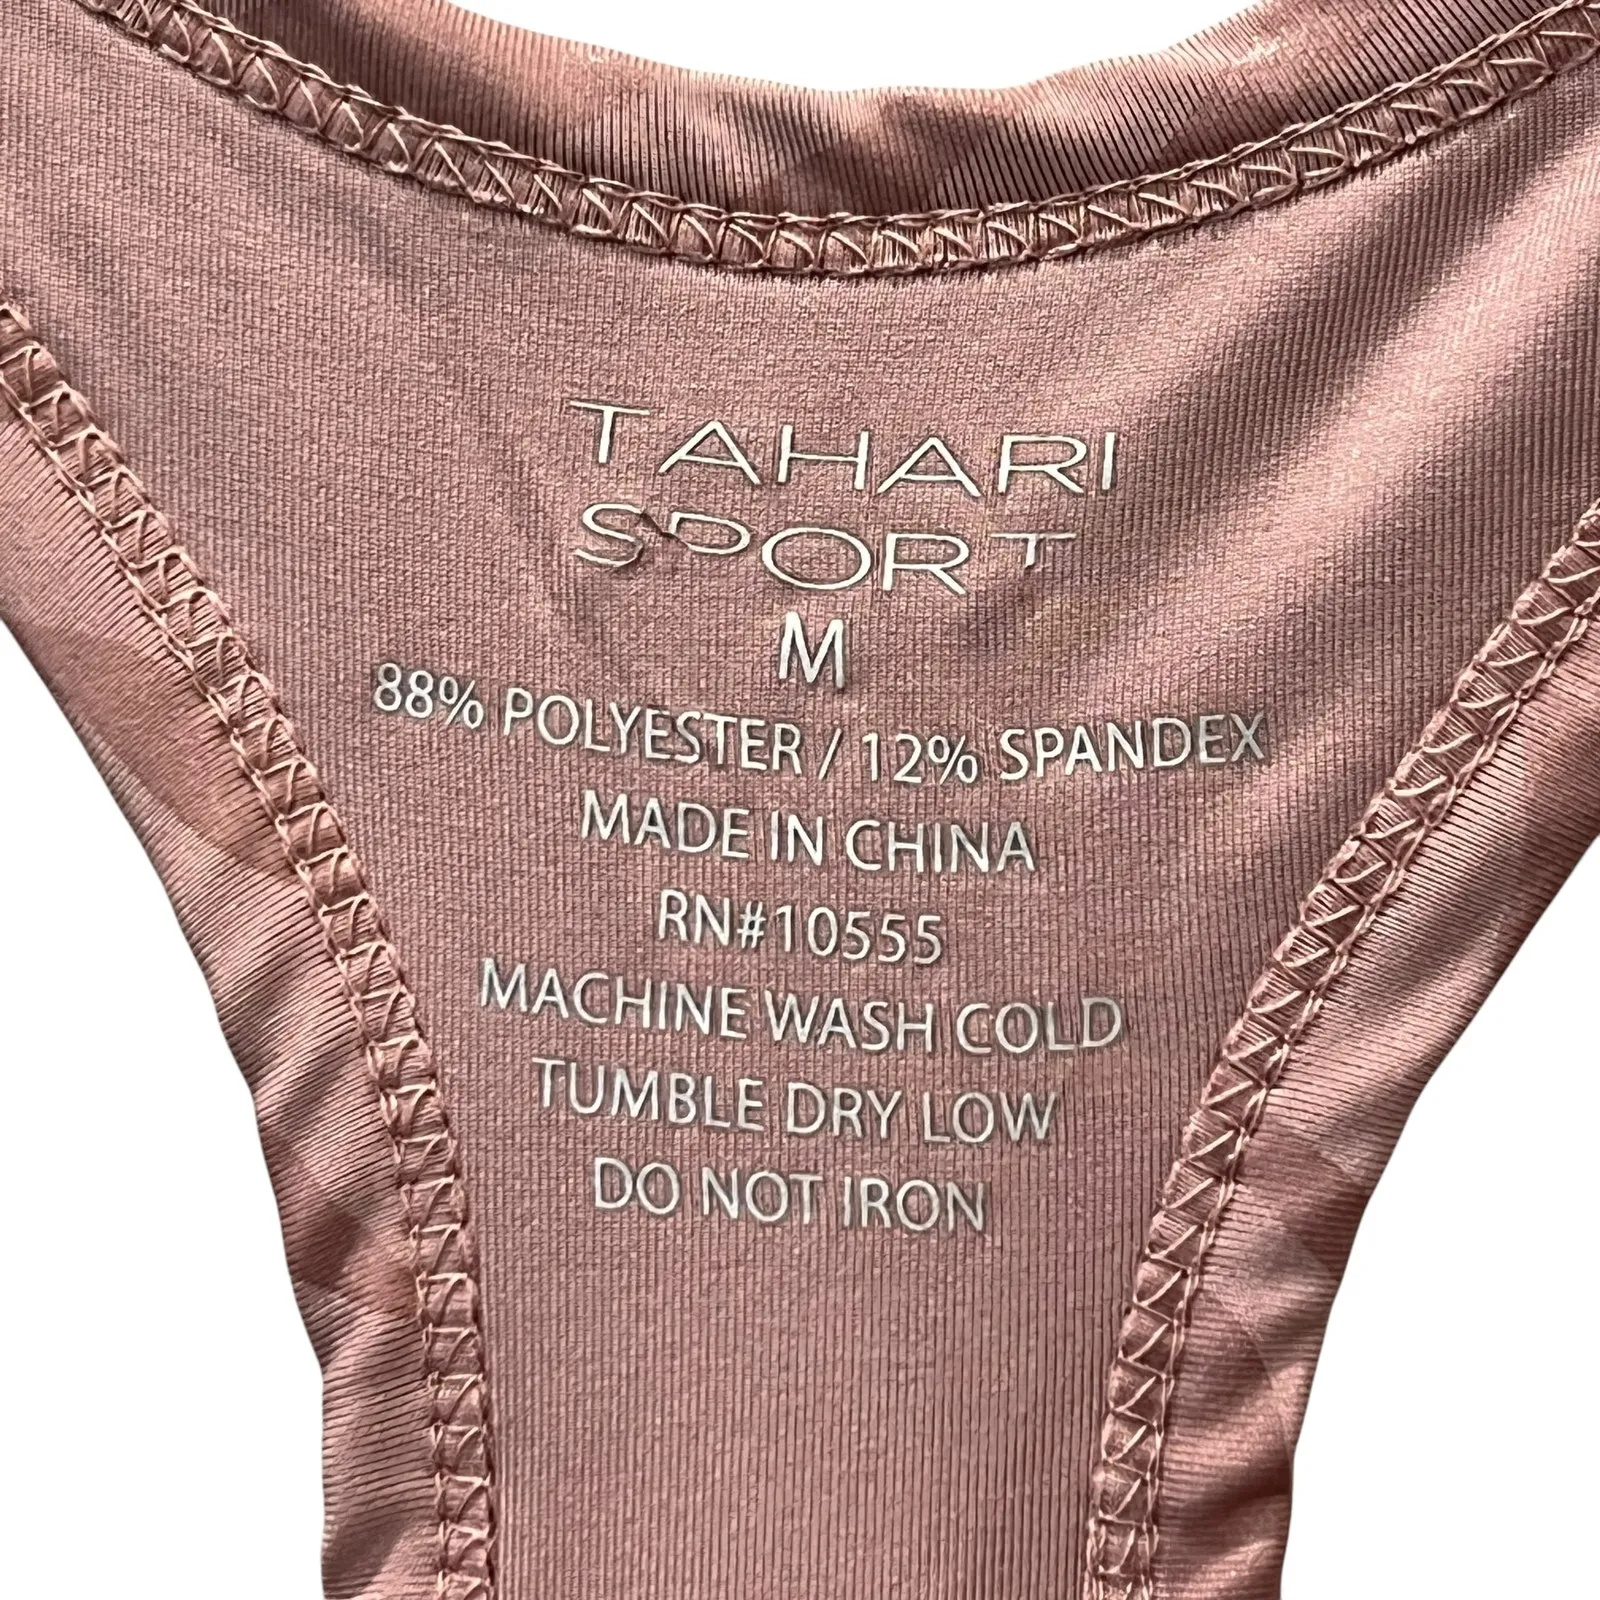 TAHARI
SPORT
M
88% POLYESTER / 12% SPANDEX
MADE IN CHINA
RN#10555
MACHINE WASH COLD
TUMBLE DRY LOW
DO NOT IRON